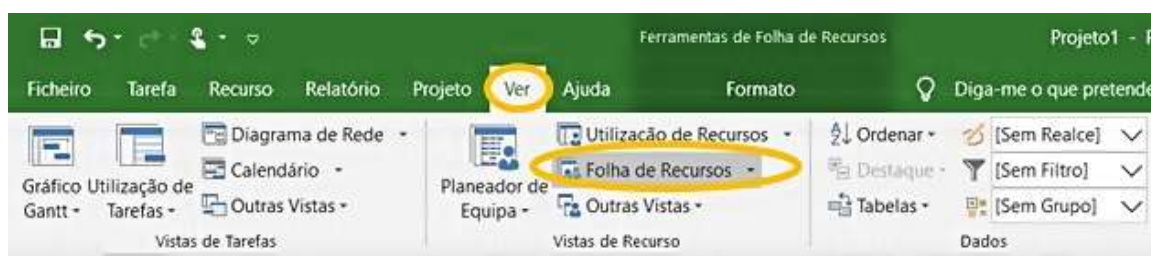 Ferramentas de Folha de Recursos Projeto1 -
Ficheiro Tarefa Recurso Relatório Projeto Ver Ajuda Formato Diga-me o que pretende
Gráfico Gantt
Utilização de Tarefas
Diagrama de Rede
Calendário
Outras Vistas
Vistas de Tarefas
Planeador de Equipa
Utilização de Recursos
Folha de Recursos
Outras Vistas
Vistas de Recurso
Ordenar
Destaque
Tabelas
[Sem Realce]
[Sem Filtro]
[Sem Grupo]
Dados